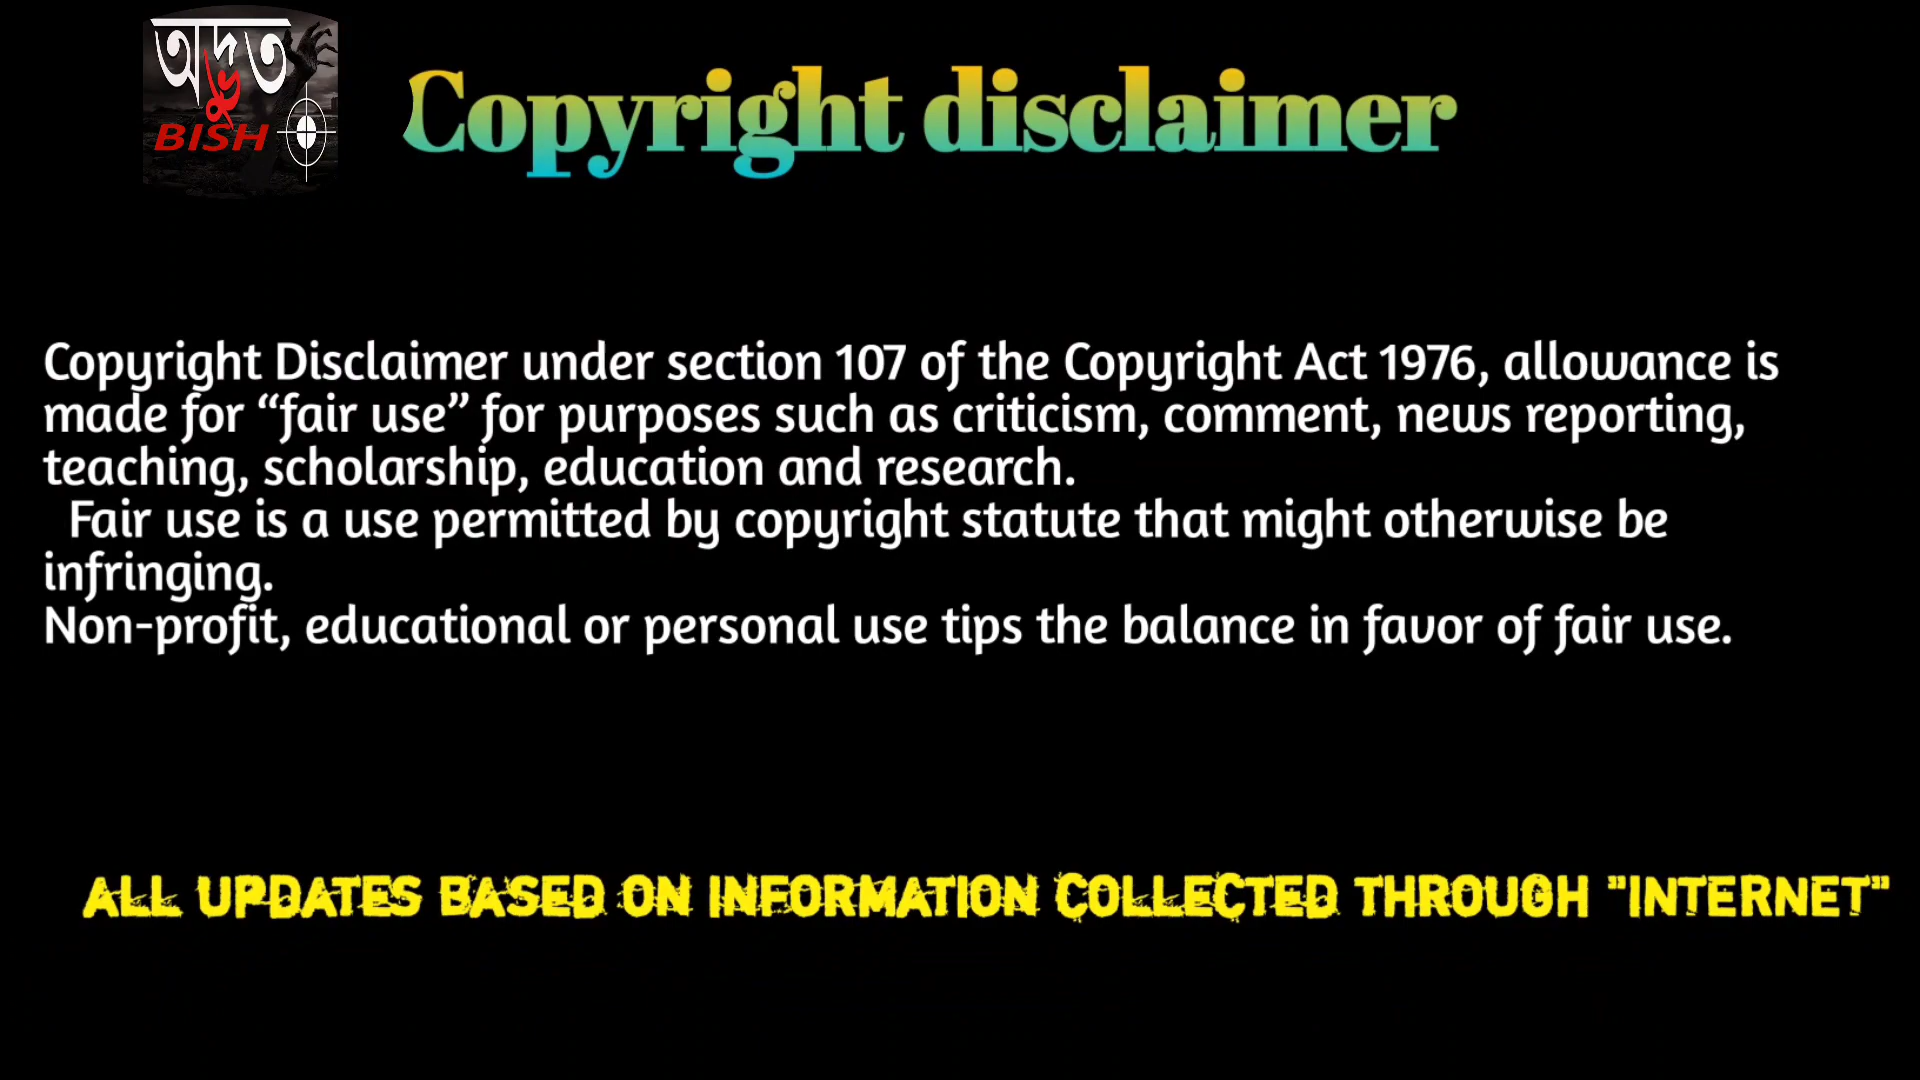 অদ্ভুত
BISH
Copyright disclaimer
Copyright Disclaimer under section 107 of the Copyright Act 1976, allowance is
made for “fair use” for purposes such as criticism, comment, news reporting,
teaching, scholarship, education and research.
Fair use is a use permitted by copyright statute that might otherwise be
infringing.
Non-profit, educational or personal use tips the balance in favor of fair use.
ALL UPDATES BASED ON INFORMATION COLLECTED THROUGH "INTERNET"